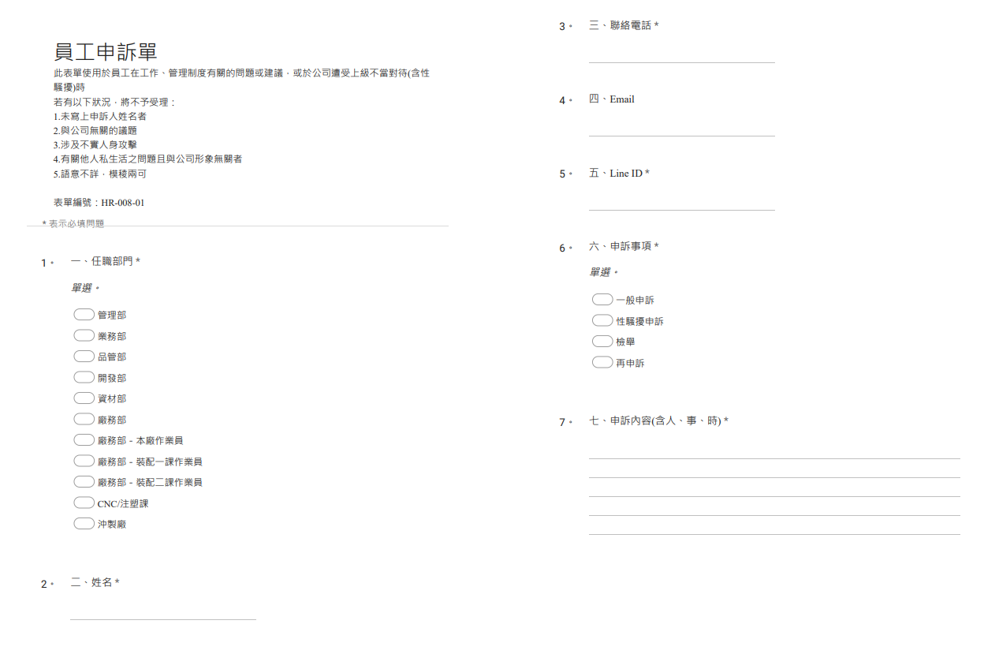 員工申訴單
此表單使用於員工在工作、管理制度有關的問題或建議，或於公司遭受上級不當對待(含性
騷擾)時
若有以下狀況，將不予受理：
1.未寫上申訴人姓名者
2.與公司無關的議題
3.涉及不實人身攻擊
4.有關他人私生活之問題且與公司形象無關者
5.語意不詳，模稜兩可
表單編號：HR-008-01
* 表示必填問題
1。 一、任職部門 *
單選。
管理部
業務部
品管部
開發部
資材部
廠務部
廠務部 - 本廠作業員
廠務部 - 裝配一課作業員
廠務部 - 裝配二課作業員
CNC/注塑課
沖製廠
2。 二、姓名 *
3。 三、聯絡電話 *
4。 四、Email
5。 五、Line ID *
6。 六、申訴事項 *
單選。
一般申訴
性騷擾申訴
檢舉
再申訴
7。 七、申訴內容(含人、事、時) *